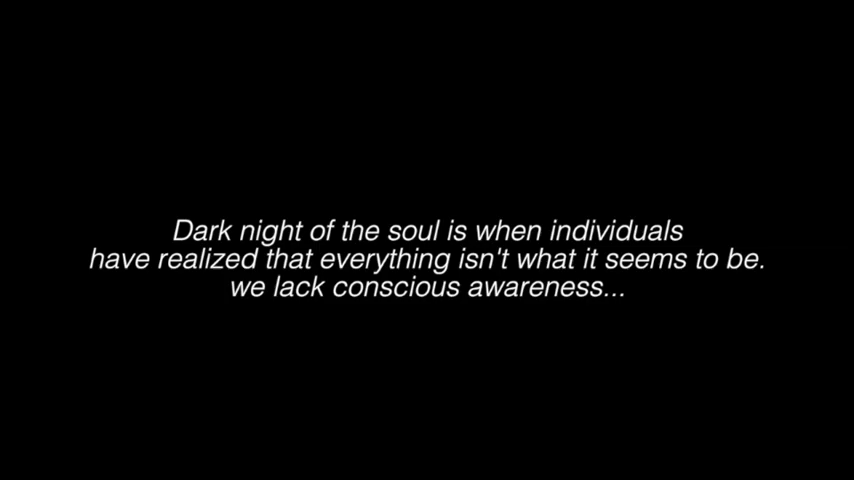 Dark night of the soul is when individuals
have realized that everything isn't what it seems to be.
we lack conscious awareness...